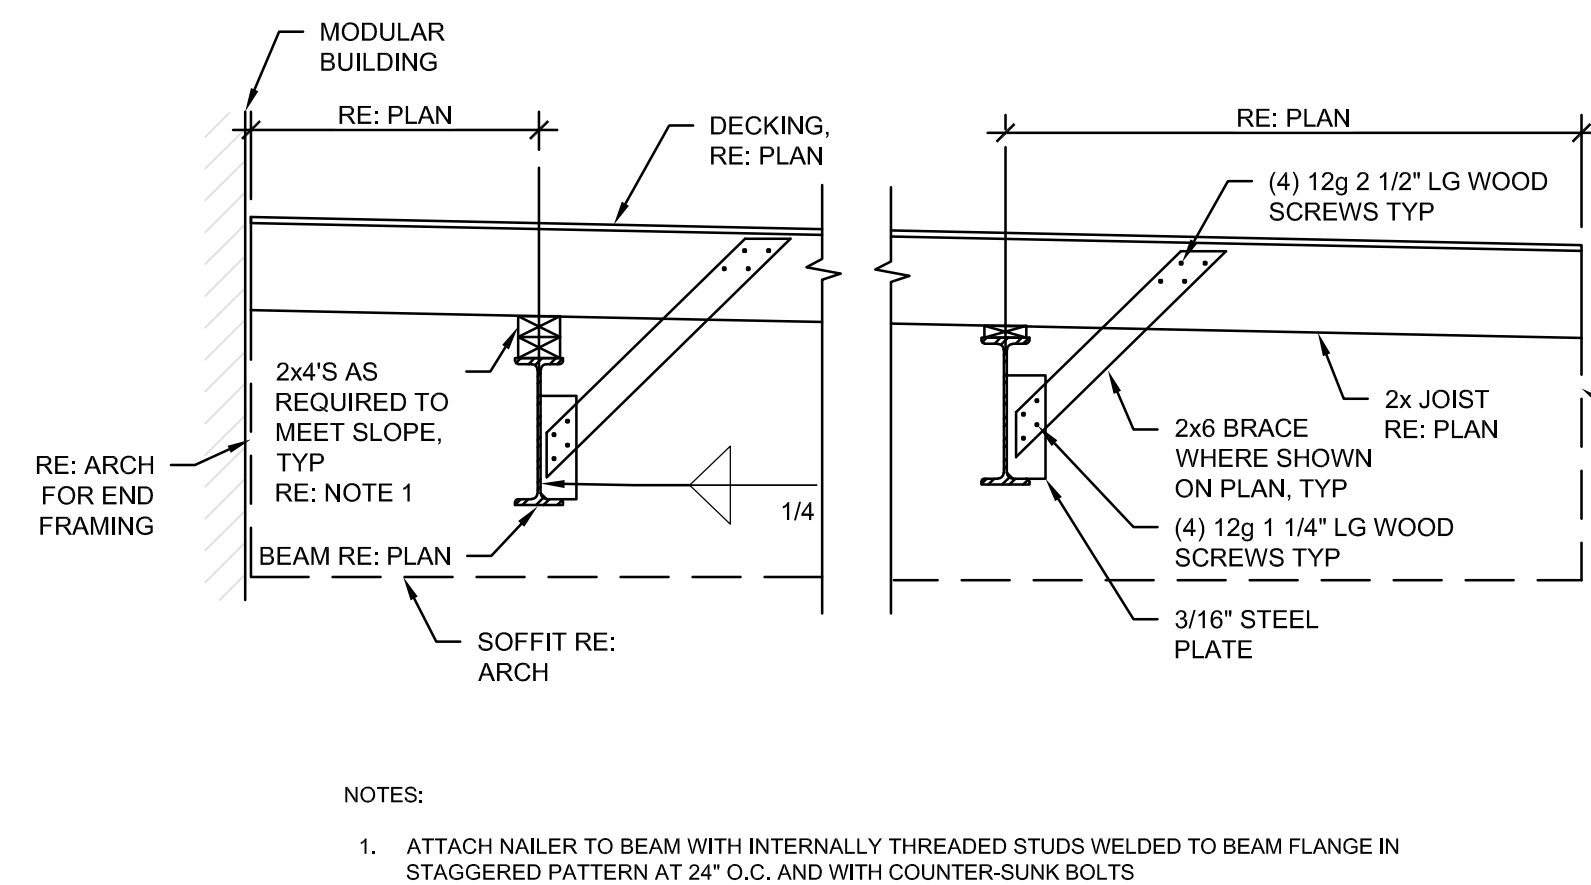 MODULAR
BUILDING
RE: PLAN
DECKING,
RE: PLAN
RE: PLAN
(4) 12g 2 1/2" LG WOOD
SCREWS TYP
2x4'S AS
REQUIRED TO
MEET SLOPE,
TYP
RE: NOTE 1
RE: ARCH
FOR END
FRAMING
BEAM RE: PLAN
1/4
SOFFIT RE:
ARCH
2x JOIST
RE: PLAN
2x6 BRACE
WHERE SHOWN
ON PLAN, TYP
(4) 12g 1 1/4" LG WOOD
SCREWS TYP
3/16" STEEL
PLATE
NOTES:
1. ATTACH NAILER TO BEAM WITH INTERNALLY THREADED STUDS WELDED TO BEAM FLANGE IN
STAGGERED PATTERN AT 24" O.C. AND WITH COUNTER-SUNK BOLTS